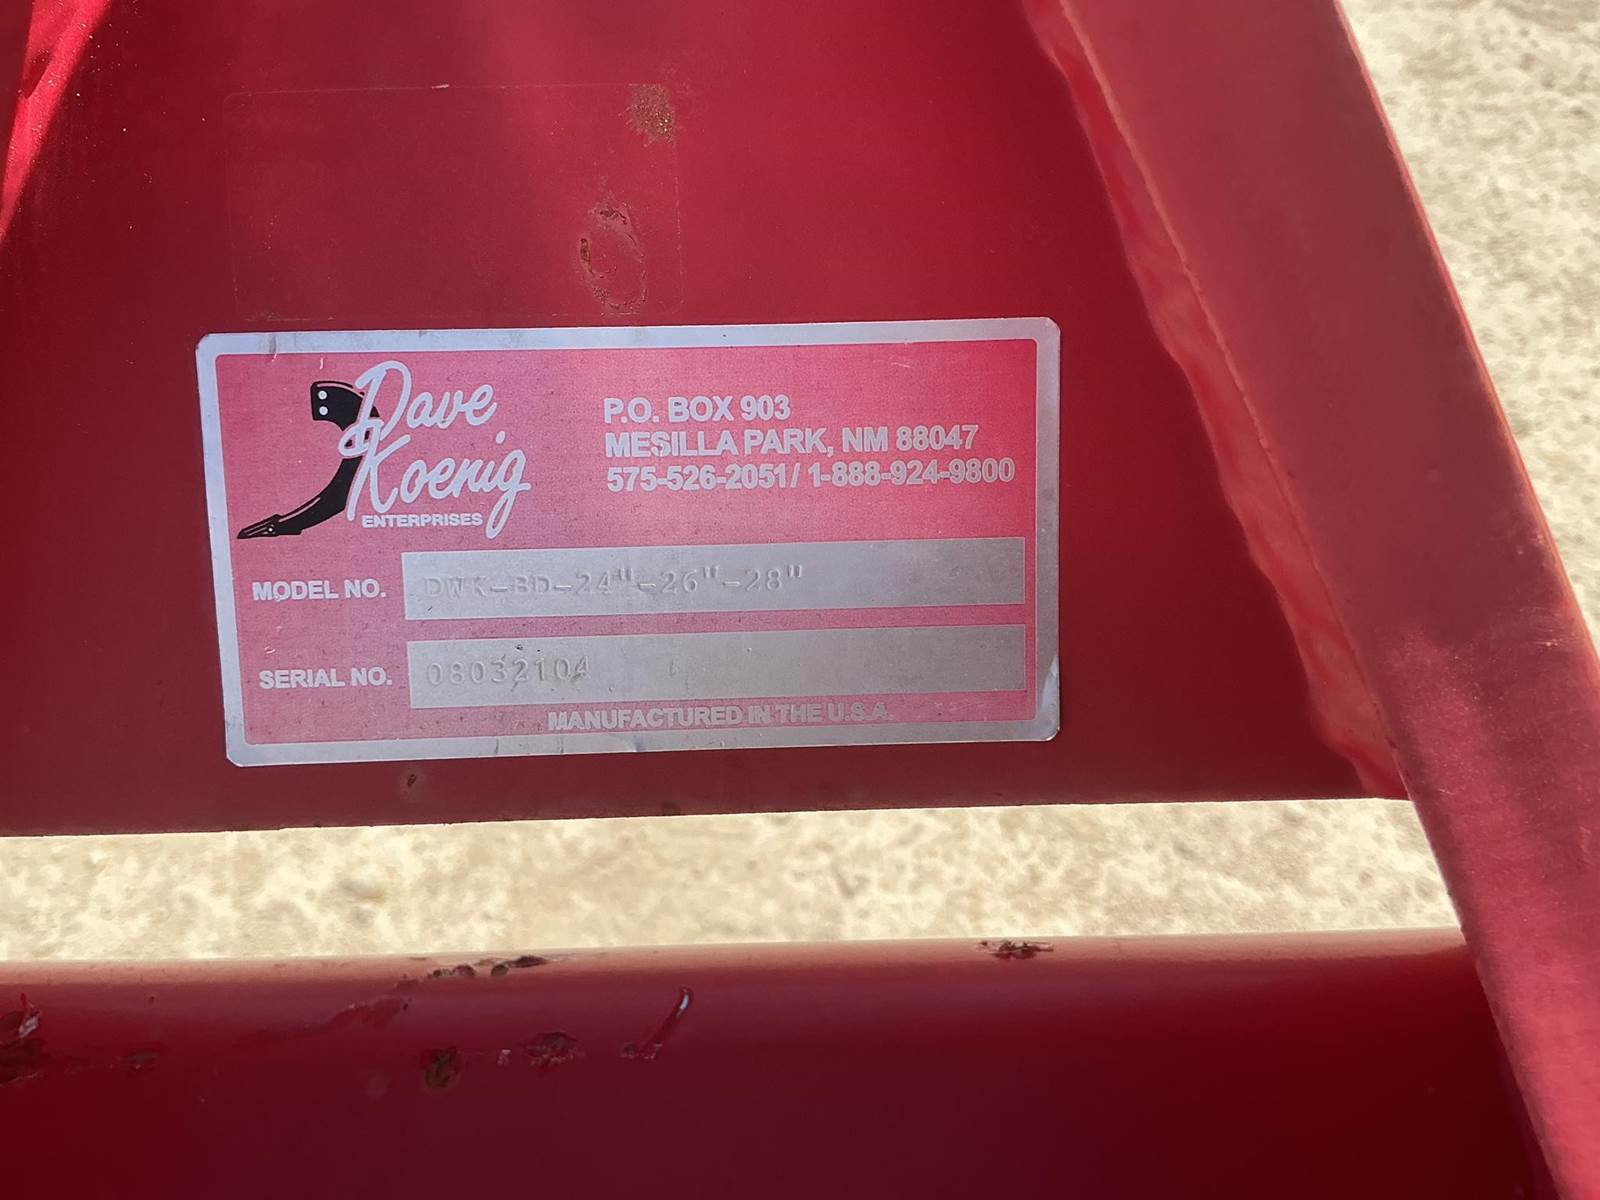 Dave
Koenig
ENTERPRISES
P.O. BOX 903
MESILLA PARK, NM 88047
575-526-2051/ 1-888-924-9800
MODEL NO. DWK-BD-24"-26"-28"
SERIAL NO. 08032104
MANUFACTURED IN THE U.S.A.